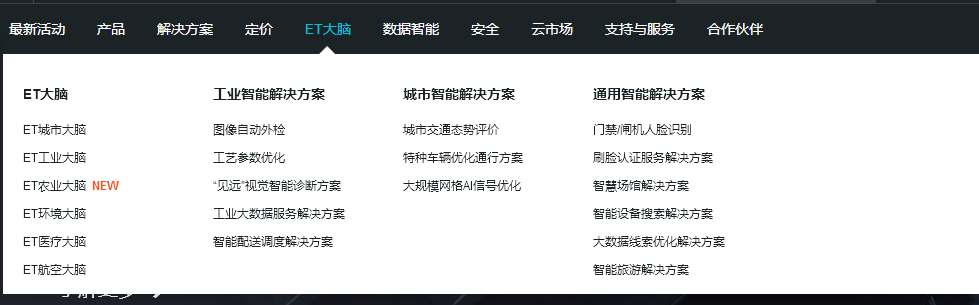 最新活动 产品 解决方案 定价 ET大脑 数据智能 安全 云市场 支持与服务 合作伙伴
ET大脑
ET城市大脑
ET工业大脑
ET农业大脑 NEW
ET环境大脑
ET医疗大脑
ET航空大脑
工业智能解决方案
图像自动外检
工艺参数优化
“见远”视觉智能诊断方案
工业大数据服务解决方案
智能配送调度解决方案
城市智能解决方案
城市交通态势评价
特种车辆优化通行方案
大规模网格AI信号优化
通用智能解决方案
门禁/闸机人脸识别
刷脸认证服务解决方案
智慧场馆解决方案
智能设备搜索解决方案
大数据线索优化解决方案
智能旅游解决方案